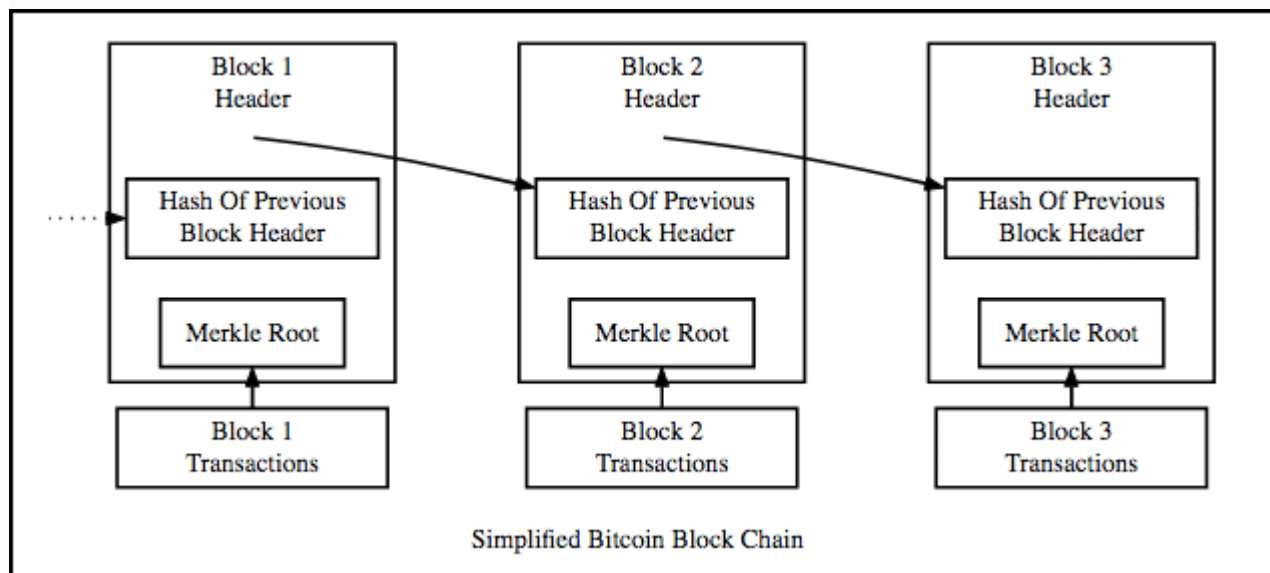 Block 1
Header
Hash Of Previous
Block Header
Merkle Root
Block 1
Transactions
Block 2
Header
Hash Of Previous
Block Header
Merkle Root
Block 2
Transactions
Block 3
Header
Hash Of Previous
Block Header
Merkle Root
Block 3
Transactions
Simplified Bitcoin Block Chain